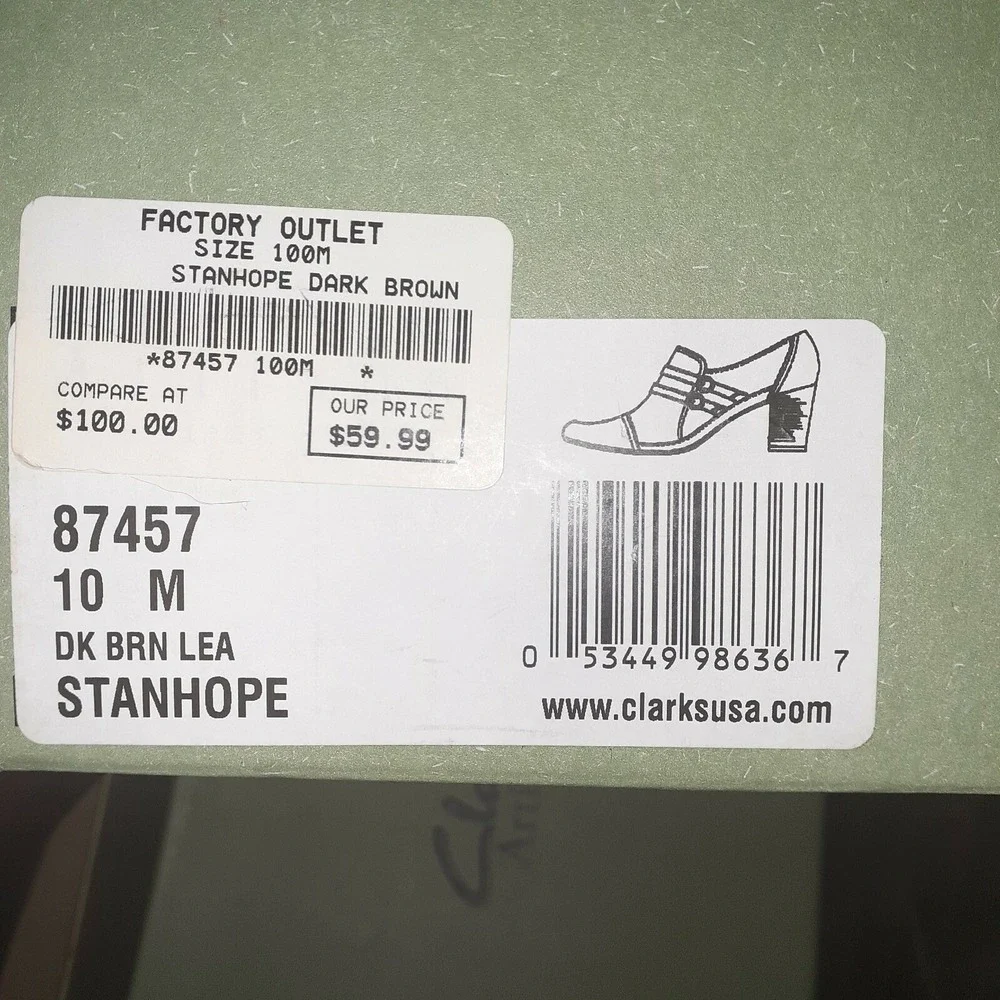 FACTORY OUTLET
SIZE 100M
STANHOPE DARK BROWN
*87457 100M *
COMPARE AT
$100.00
OUR PRICE
$59.99
87457
10 M
DK BRN LEA
STANHOPE
0 53449 98636 7
www.clarksusa.com